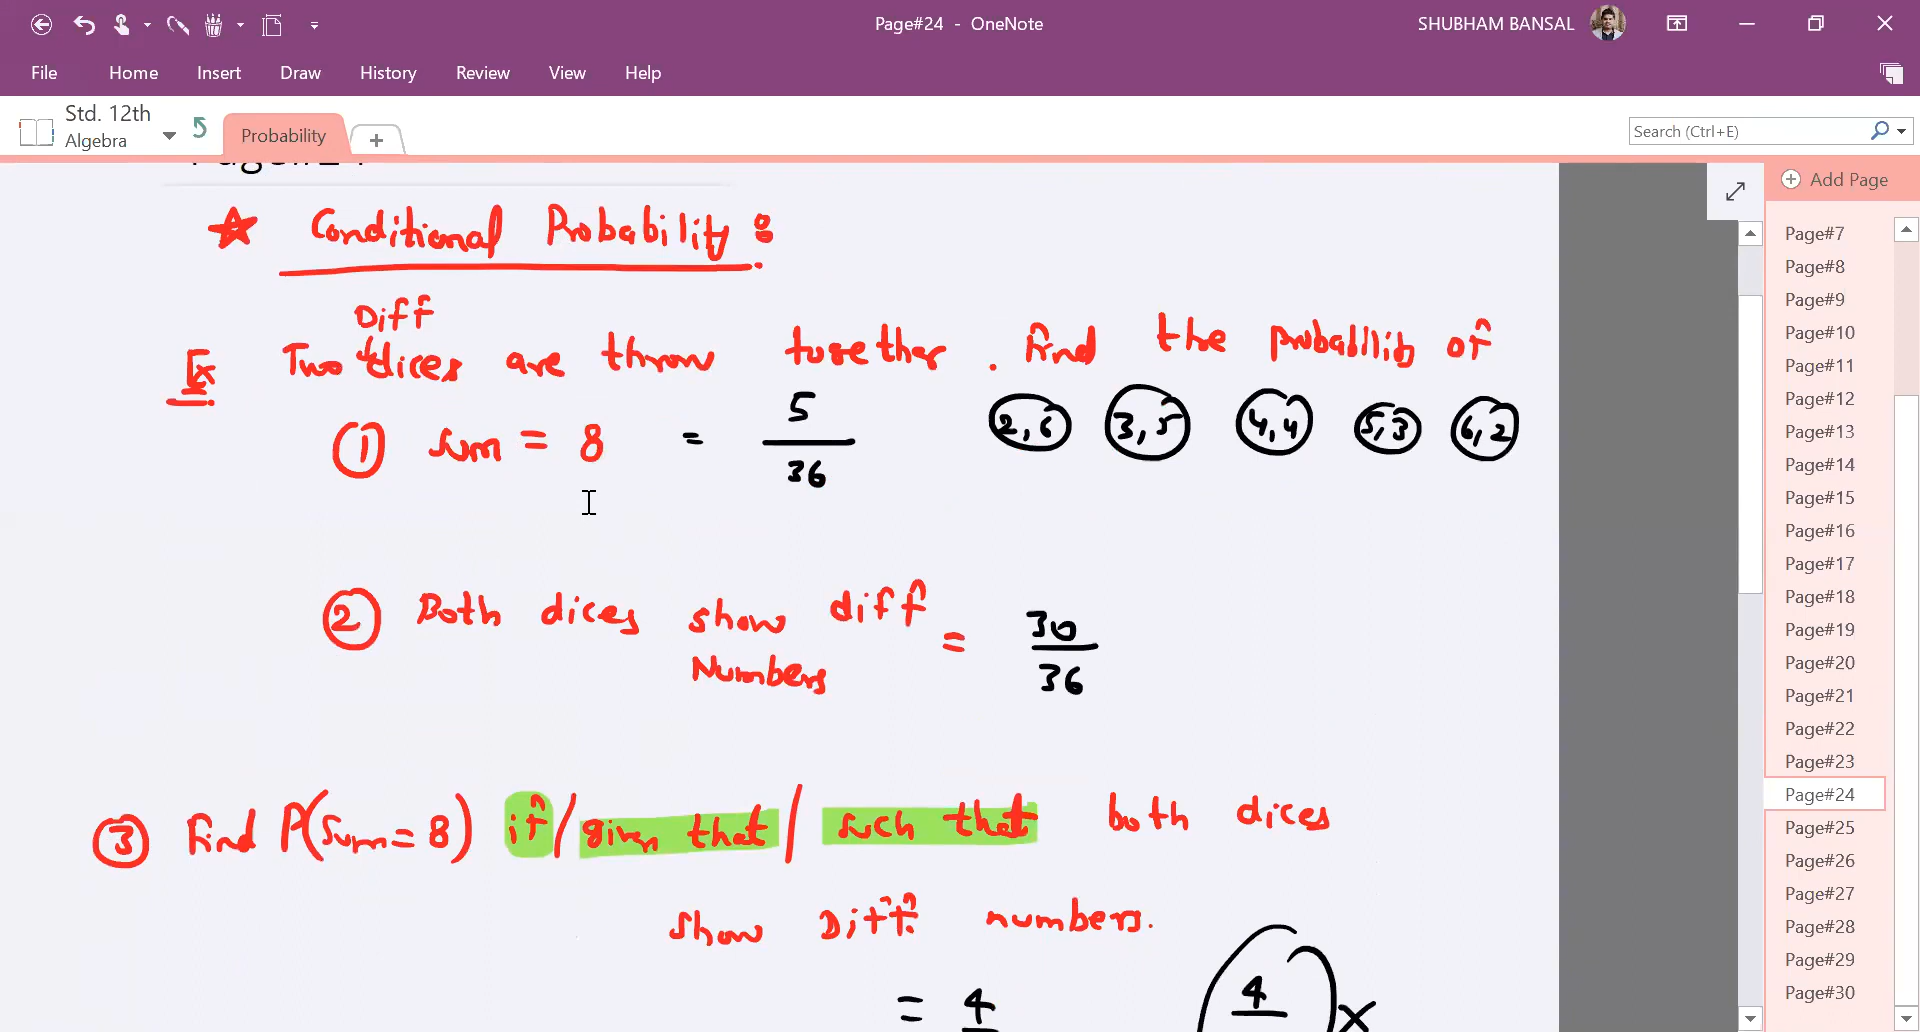 Page#24 - OneNote
SHUBHAM BANSAL
File Home Insert Draw History Review View Help
Std. 12th
Algebra
Probability
+
Search (Ctrl+E)
Add Page
Page#7
Page#8
Page#9
Page#10
Page#11
Page#12
Page#13
Page#14
Page#15
Page#16
Page#17
Page#18
Page#19
Page#20
Page#21
Page#22
Page#23
Page#24
Page#25
Page#26
Page#27
Page#28
Page#29
Page#30
Conditional Probability :
Diff
Ex Two dices are throw together. Find the probability of
① sum = 8 = 5/36 2,6 3,5 4,4 5,3 6,2
② Both dices show diff = 30/36
Numbers
③ Find P(sum = 8) if / given that / such that both dices
show Diff. numbers.
= 4 4 ×